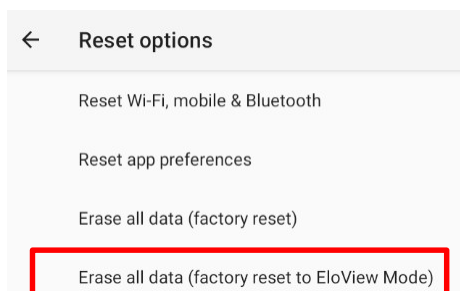 Reset options
Reset Wi-Fi, mobile & Bluetooth
Reset app preferences
Erase all data (factory reset)
Erase all data (factory reset to EloView Mode)